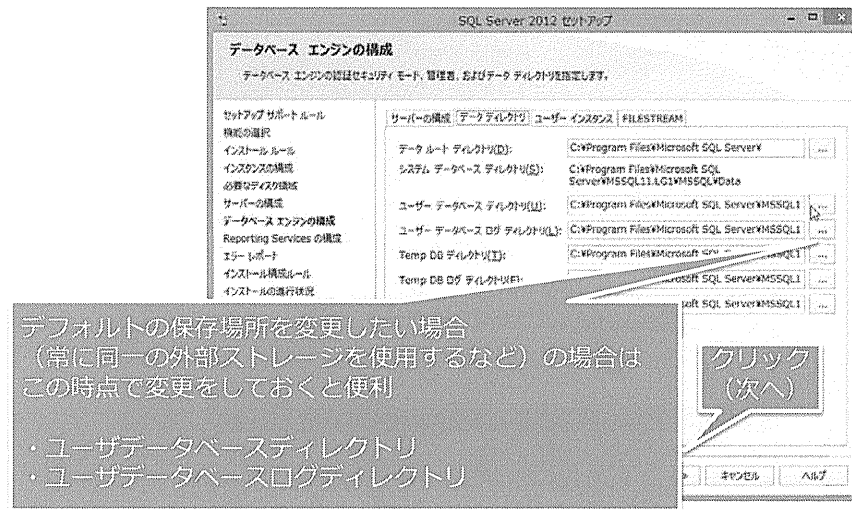 SQL Server 2012 セットアップ
データベース エンジンの構成
データベース エンジンの認証セキュリティ モード、管理者、およびデータ ディレクトリを指定します。
セットアップ サポート ルール
機能の選択
インストール ルール
インスタンスの構成
必要なディスク領域
サーバーの構成
データベース エンジンの構成
Reporting Services の構成
エラー レポート
インストール構成ルール
インストールの進行状況
サーバーの構成 データ ディレクトリ ユーザー インスタンス FILESTREAM
データ ルート ディレクトリ(D): C:¥Program Files¥Microsoft SQL Server¥ ...
システム データベース ディレクトリ(S): C:¥Program Files¥Microsoft SQL
Server¥MSSQL11.LG1¥MSSQL¥Data
ユーザー データベース ディレクトリ(U): C:¥Program Files¥Microsoft SQL Server¥MSSQL1 ...
ユーザー データベース ログ ディレクトリ(L): C:¥Program Files¥Microsoft SQL Server¥MSSQL1 ...
Temp DB ディレクトリ(T): C:¥Program Files¥Microsoft SQL Server¥MSSQL1 ...
Temp DB ログ ディレクトリ SQL Server¥MSSQL1 ...
soft SQL Server¥MSSQL1 ...
デフォルトの保存場所を変更したい場合
（常に同一の外部ストレージを使用するなど）の場合は
この時点で変更をしておくと便利
・ユーザデータベースディレクトリ
・ユーザデータベースログディレクトリ
クリック
（次へ）
> キャンセル ヘルプ